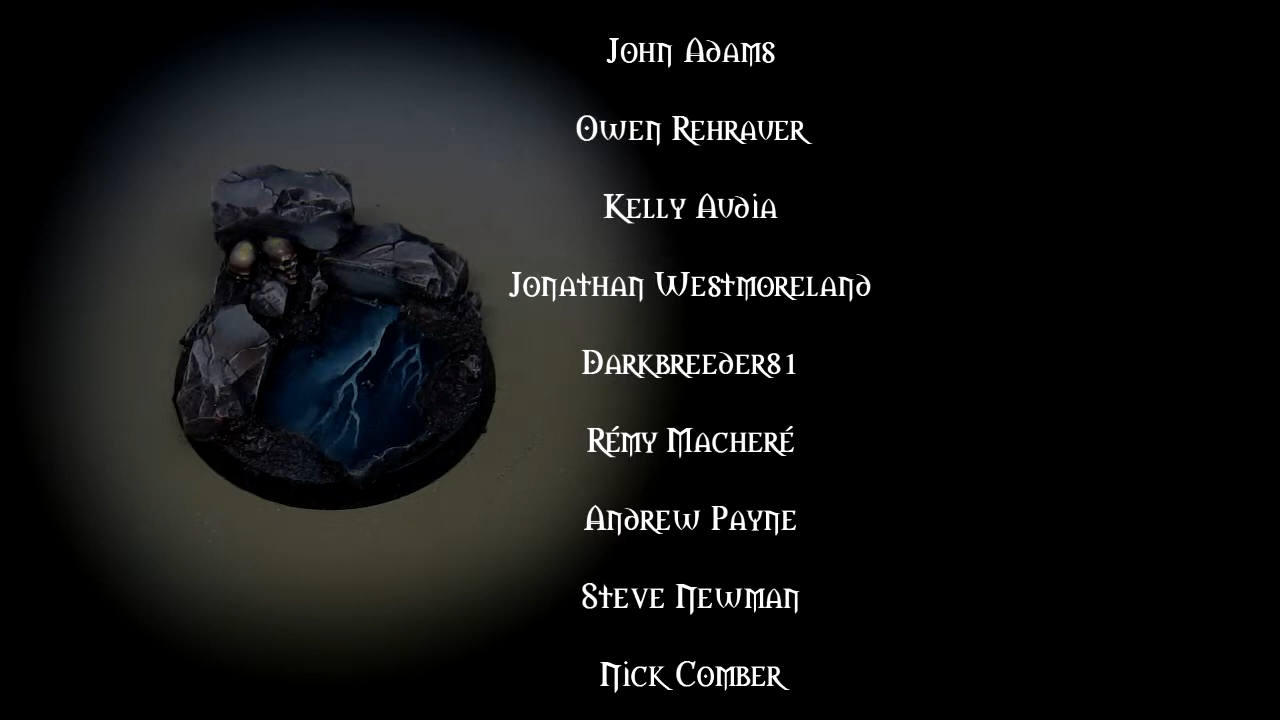 John Adams
Owen Rehrauer
Kelly Audia
Jonathan Westmoreland
Darkbreeder81
Rémy Macheré
Andrew Payne
Steve Newman
Nick Comber